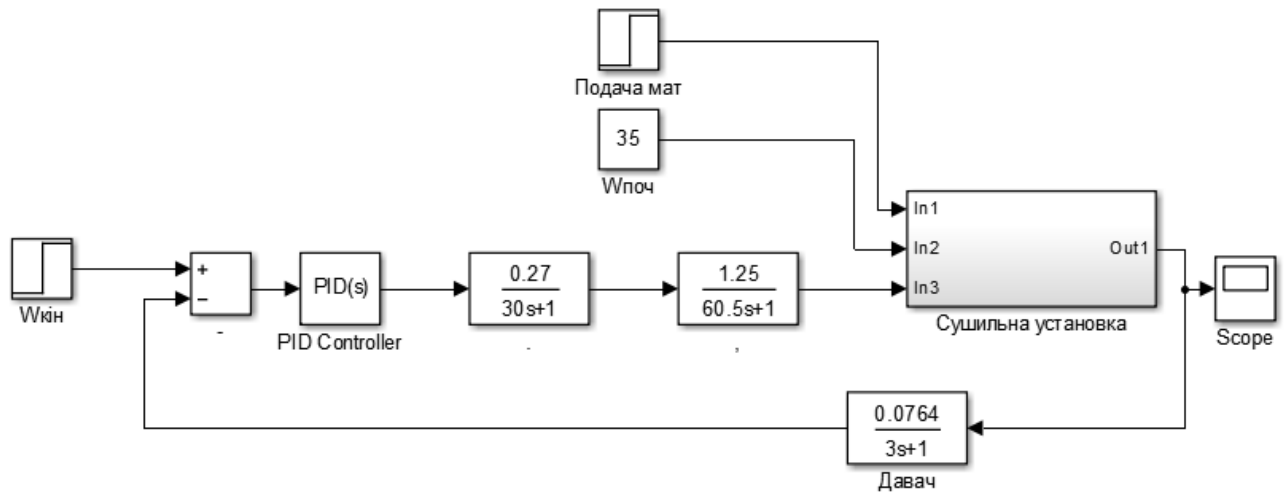 Подача мат
35
Wпоч
In1
In2
In3
Out1
Сушильна установка
Scope
Wкін
+
−
-
PID(s)
PID Controller
0.27
30s+1
.
1.25
60.5s+1
,
0.0764
3s+1
Давач